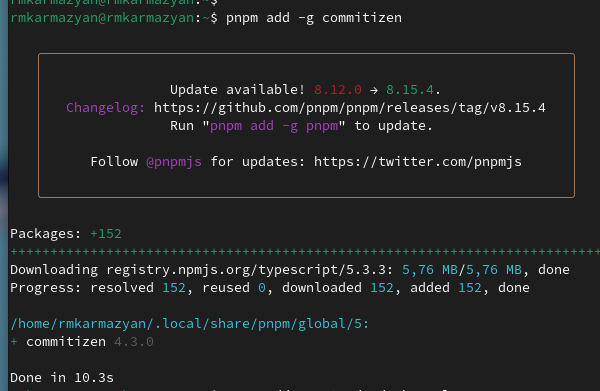 rmkarmazyan@rmkarmazyan:~$
rmkarmazyan@rmkarmazyan:~$ pnpm add -g commitizen
Update available! 8.12.0 → 8.15.4.
Changelog: https://github.com/pnpm/pnpm/releases/tag/v8.15.4
Run "pnpm add -g pnpm" to update.
Follow @pnpmjs for updates: https://twitter.com/pnpmjs
Packages: +152
++++++++++++++++++++++++++++++++++++++++++++++++++++++++++++++++++++++++++
Downloading registry.npmjs.org/typescript/5.3.3: 5,76 MB/5,76 MB, done
Progress: resolved 152, reused 0, downloaded 152, added 152, done
/home/rmkarmazyan/.local/share/pnpm/global/5:
+ commitizen 4.3.0
Done in 10.3s